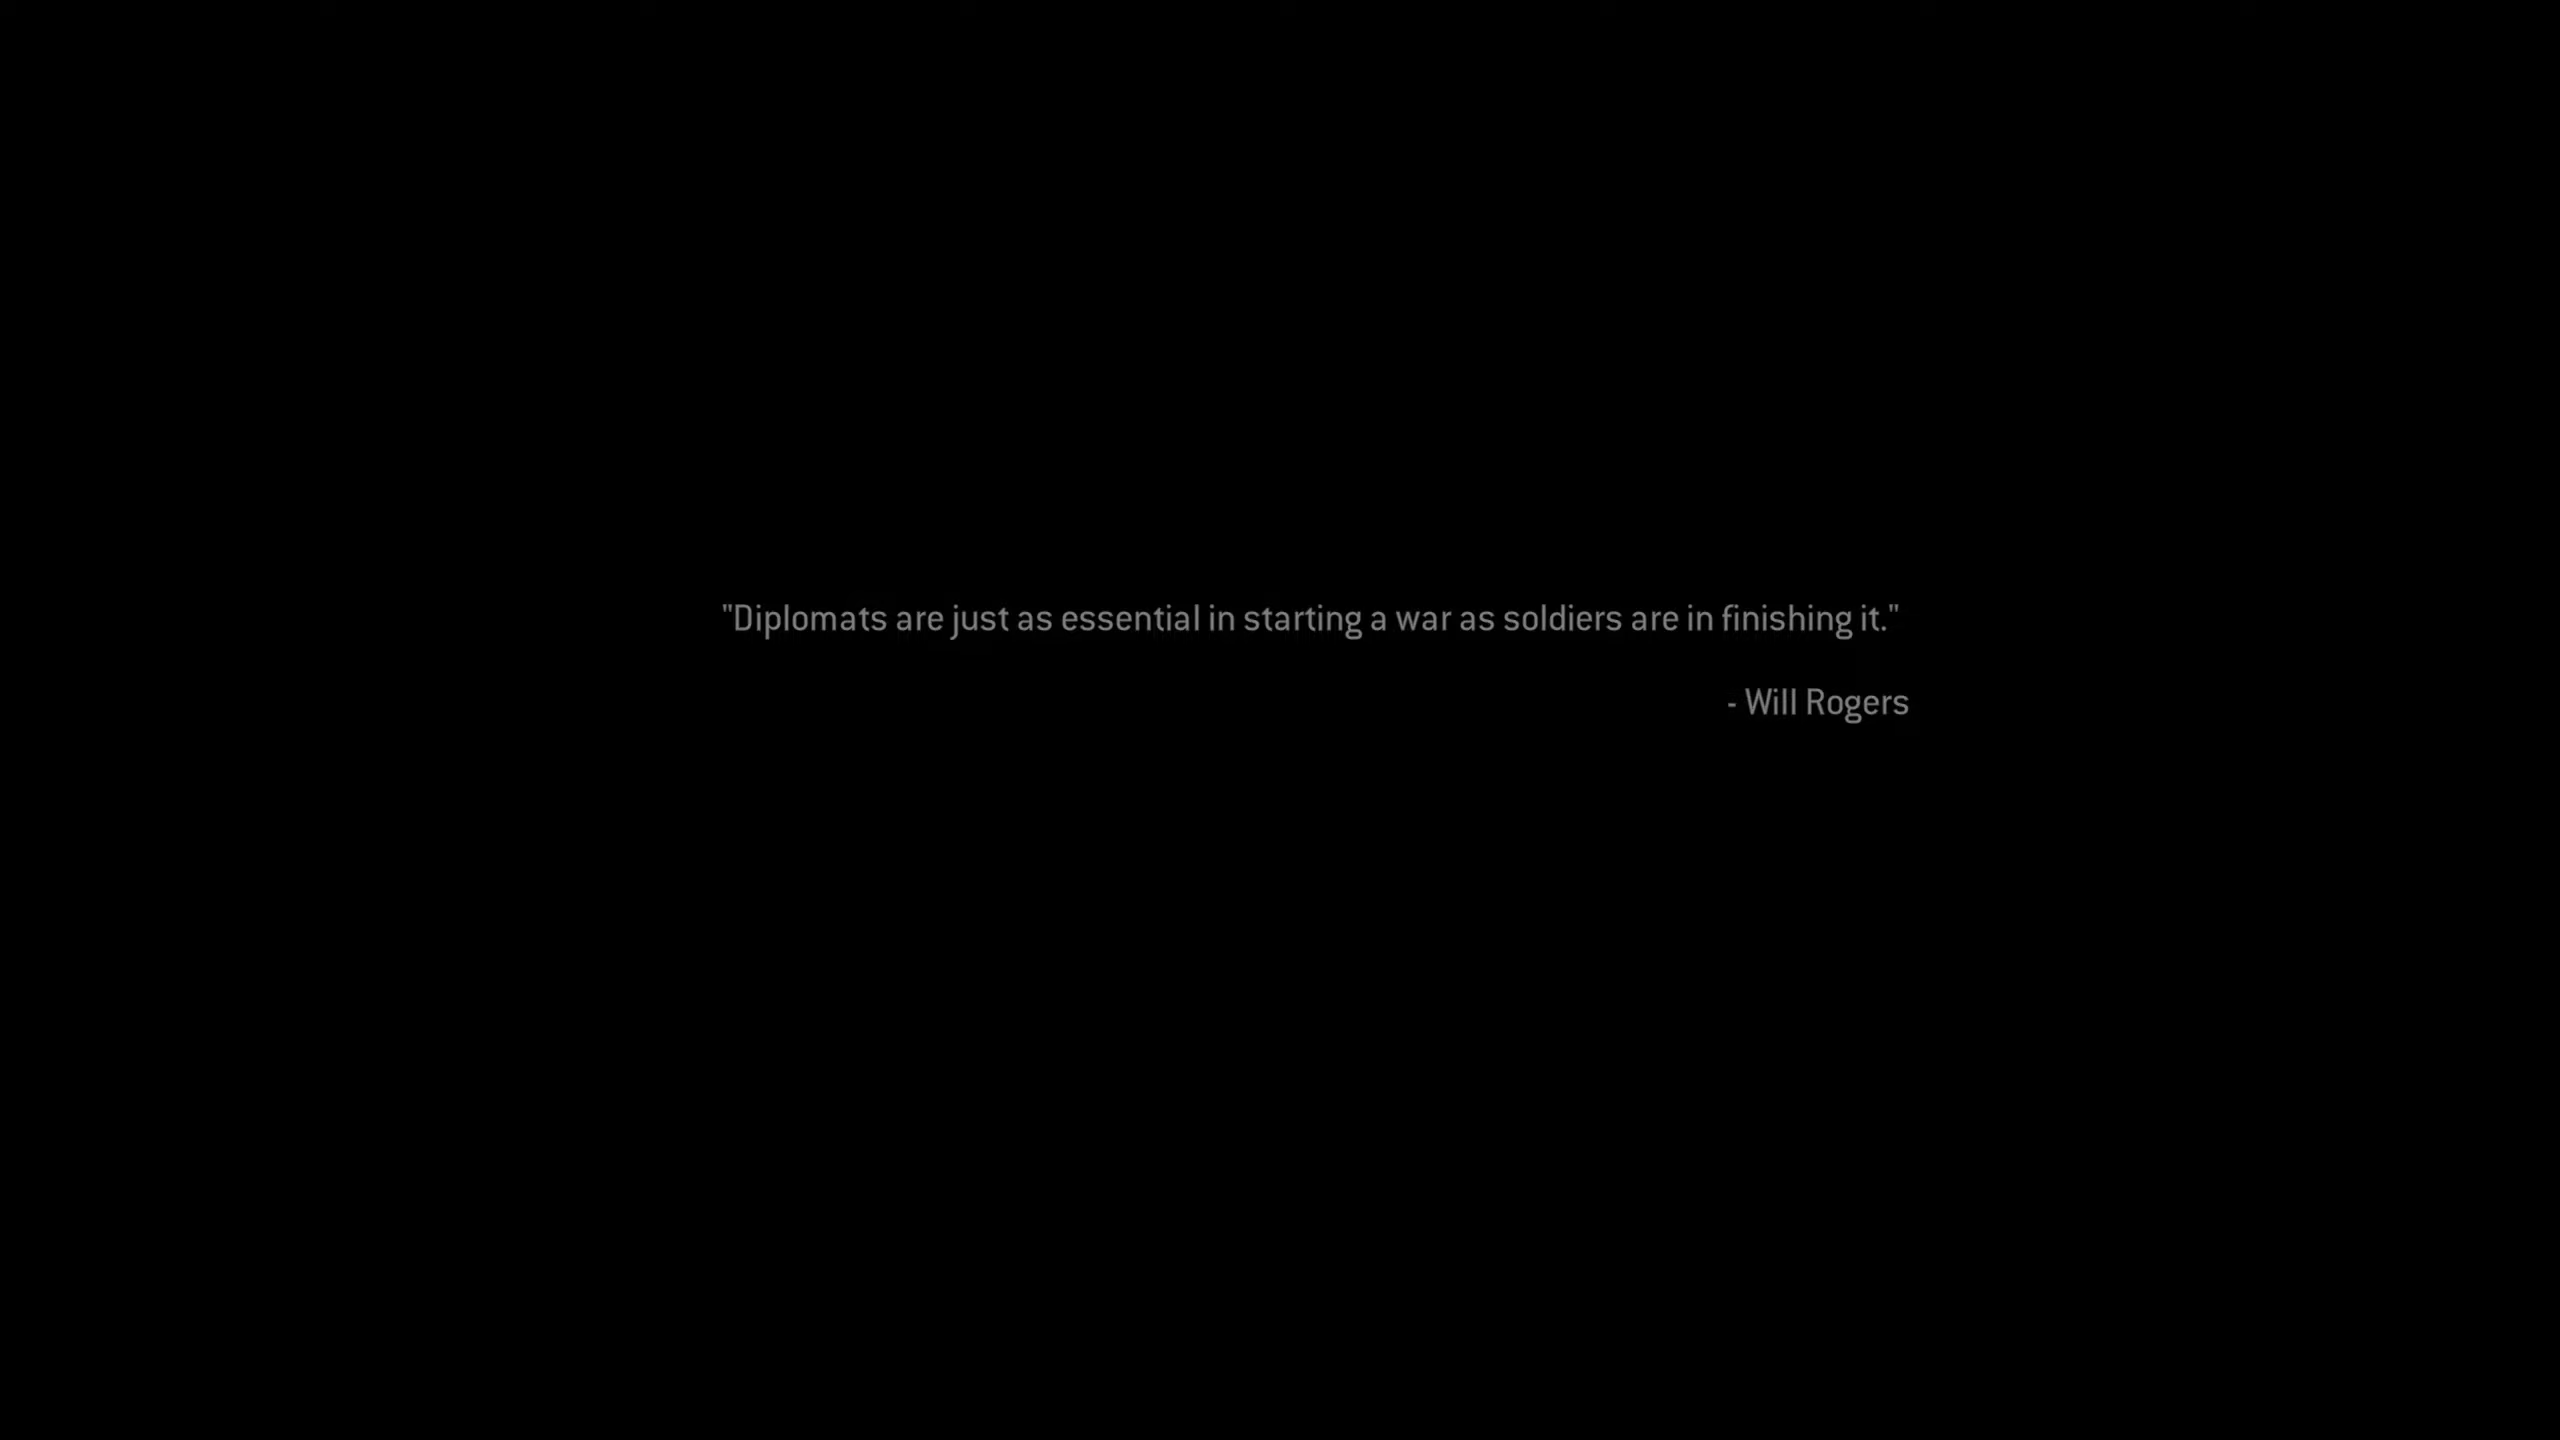 "Diplomats are just as essential in starting a war as soldiers are in finishing it."
- Will Rogers